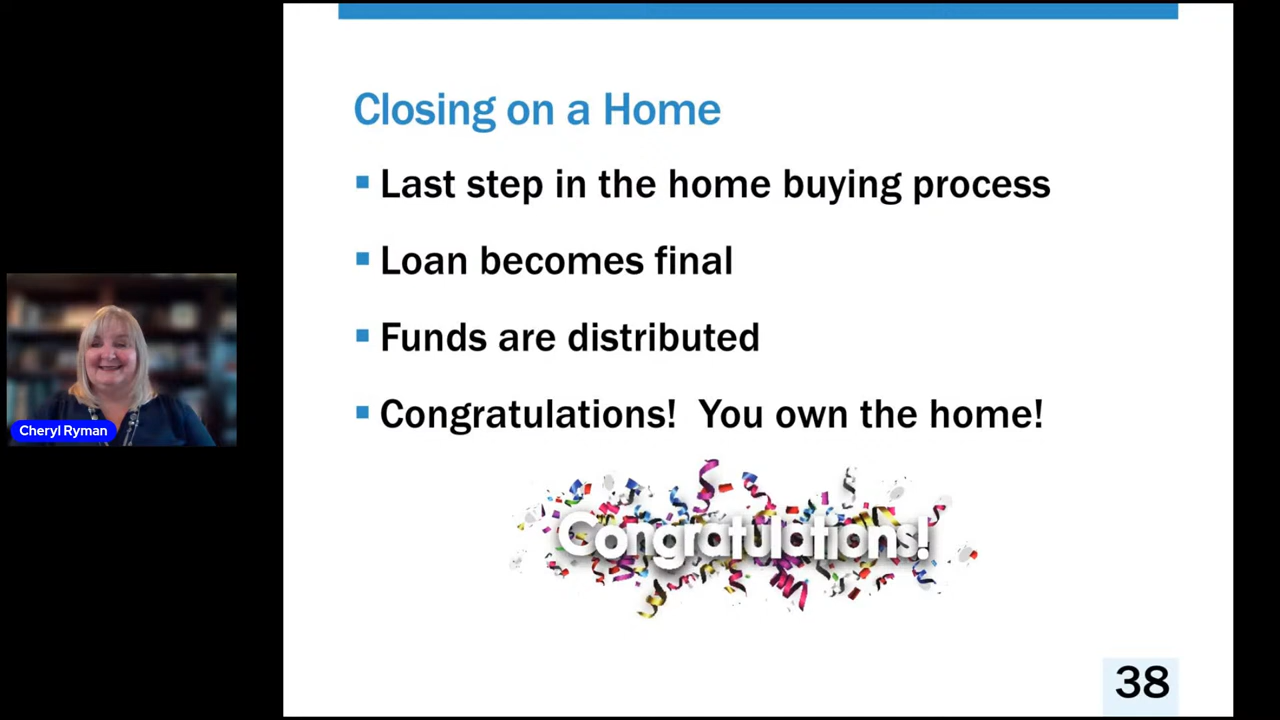 Closing on a Home
Last step in the home buying process
Loan becomes final
Funds are distributed
Congratulations!  You own the home!
Congratulations!
Cheryl Ryman
38